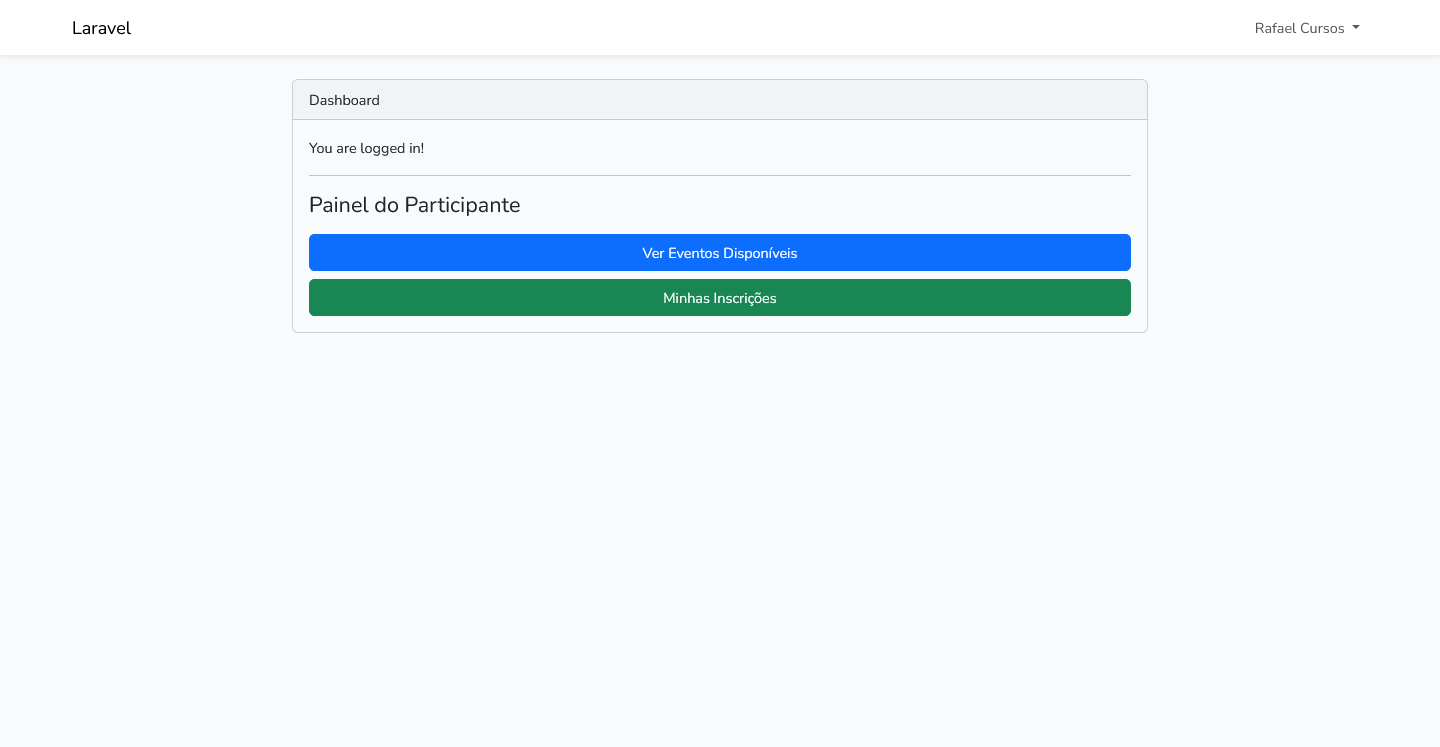 Laravel
Rafael Cursos
Dashboard
You are logged in!
Painel do Participante
Ver Eventos Disponíveis
Minhas Inscrições